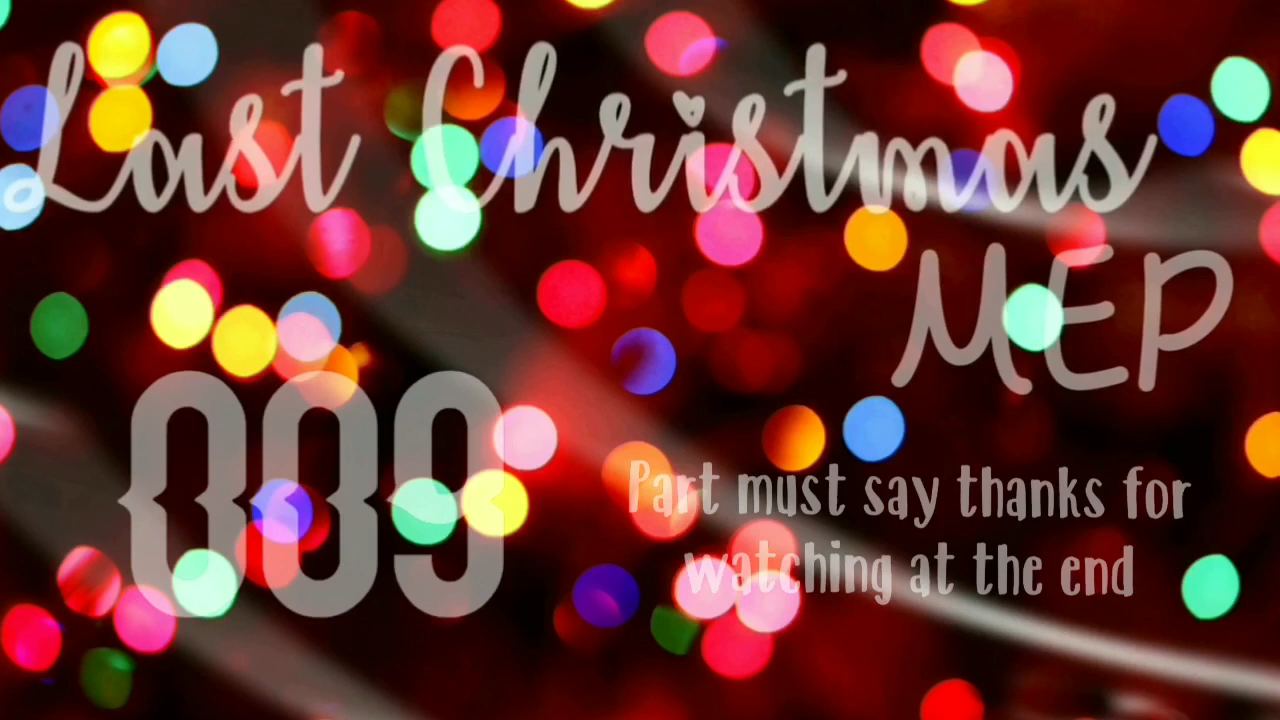 Last Christmas
MEP
009
Part must say thanks for
watching at the end